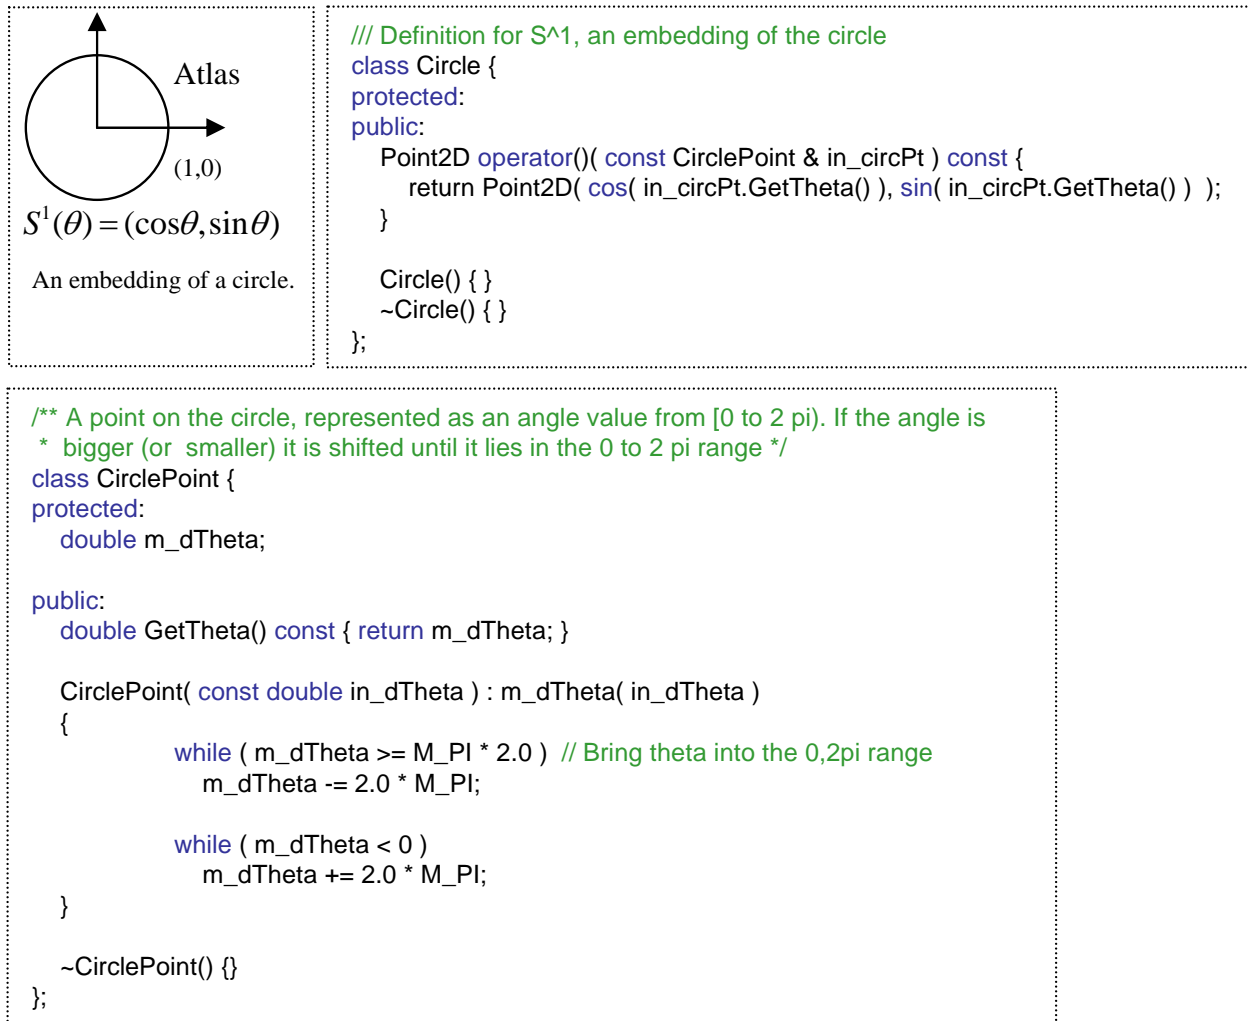 Atlas
(1,0)
S¹(θ) = (cosθ, sinθ)
An embedding of a circle.
/// Definition for S^1, an embedding of the circle
class Circle {
protected:
public:
Point2D operator()( const CirclePoint & in_circPt ) const {
return Point2D( cos( in_circPt.GetTheta() ), sin( in_circPt.GetTheta() ) );
}
Circle() { }
~Circle() { }
};
/** A point on the circle, represented as an angle value from [0 to 2 pi). If the angle is
* bigger (or smaller) it is shifted until it lies in the 0 to 2 pi range */
class CirclePoint {
protected:
double m_dTheta;
public:
double GetTheta() const { return m_dTheta; }
CirclePoint( const double in_dTheta ) : m_dTheta( in_dTheta )
{
while ( m_dTheta >= M_PI * 2.0 ) // Bring theta into the 0,2pi range
m_dTheta -= 2.0 * M_PI;
while ( m_dTheta < 0 )
m_dTheta += 2.0 * M_PI;
}
~CirclePoint() {}
};